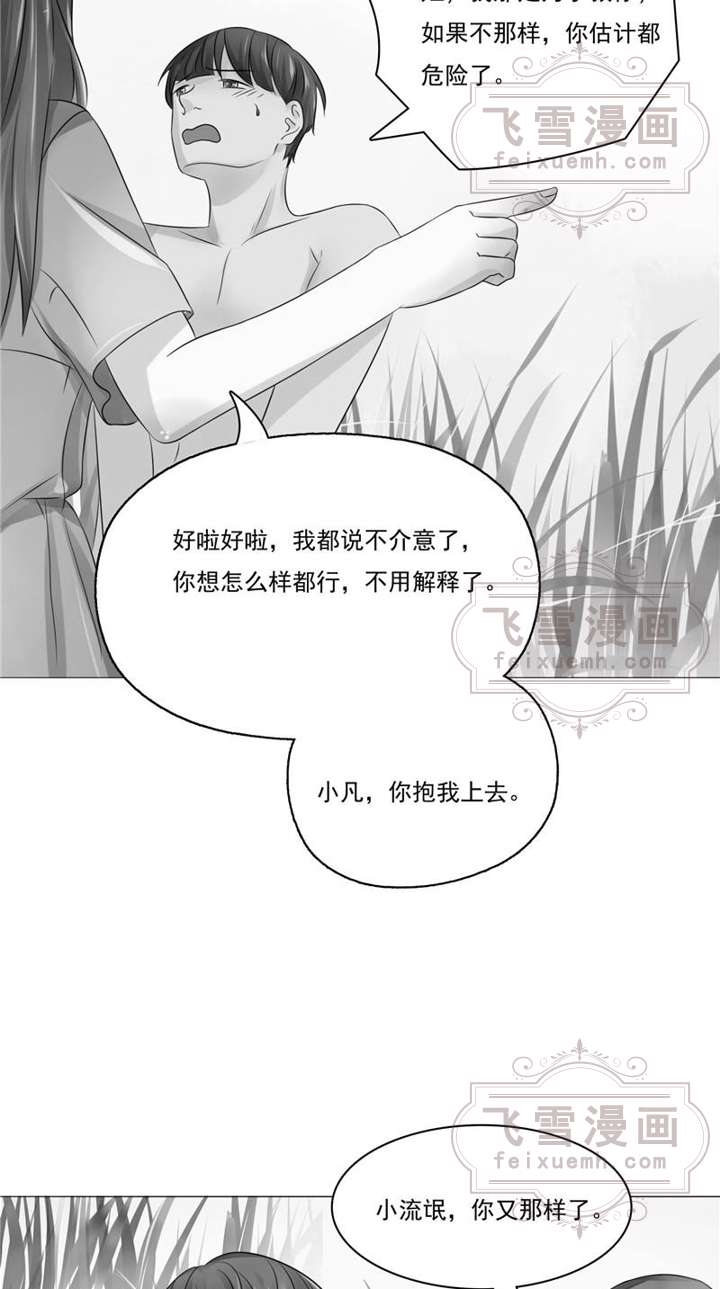 如果不那样，你估计都
危险了。
飞雪漫画
feixuemh.com
好啦好啦，我都说不介意了，
你想怎么样都行，不用解释了。
飞雪漫画
feixuemh.com
小凡，你抱我上去。
飞雪漫画
feixuemh.com
小流氓，你又那样了。